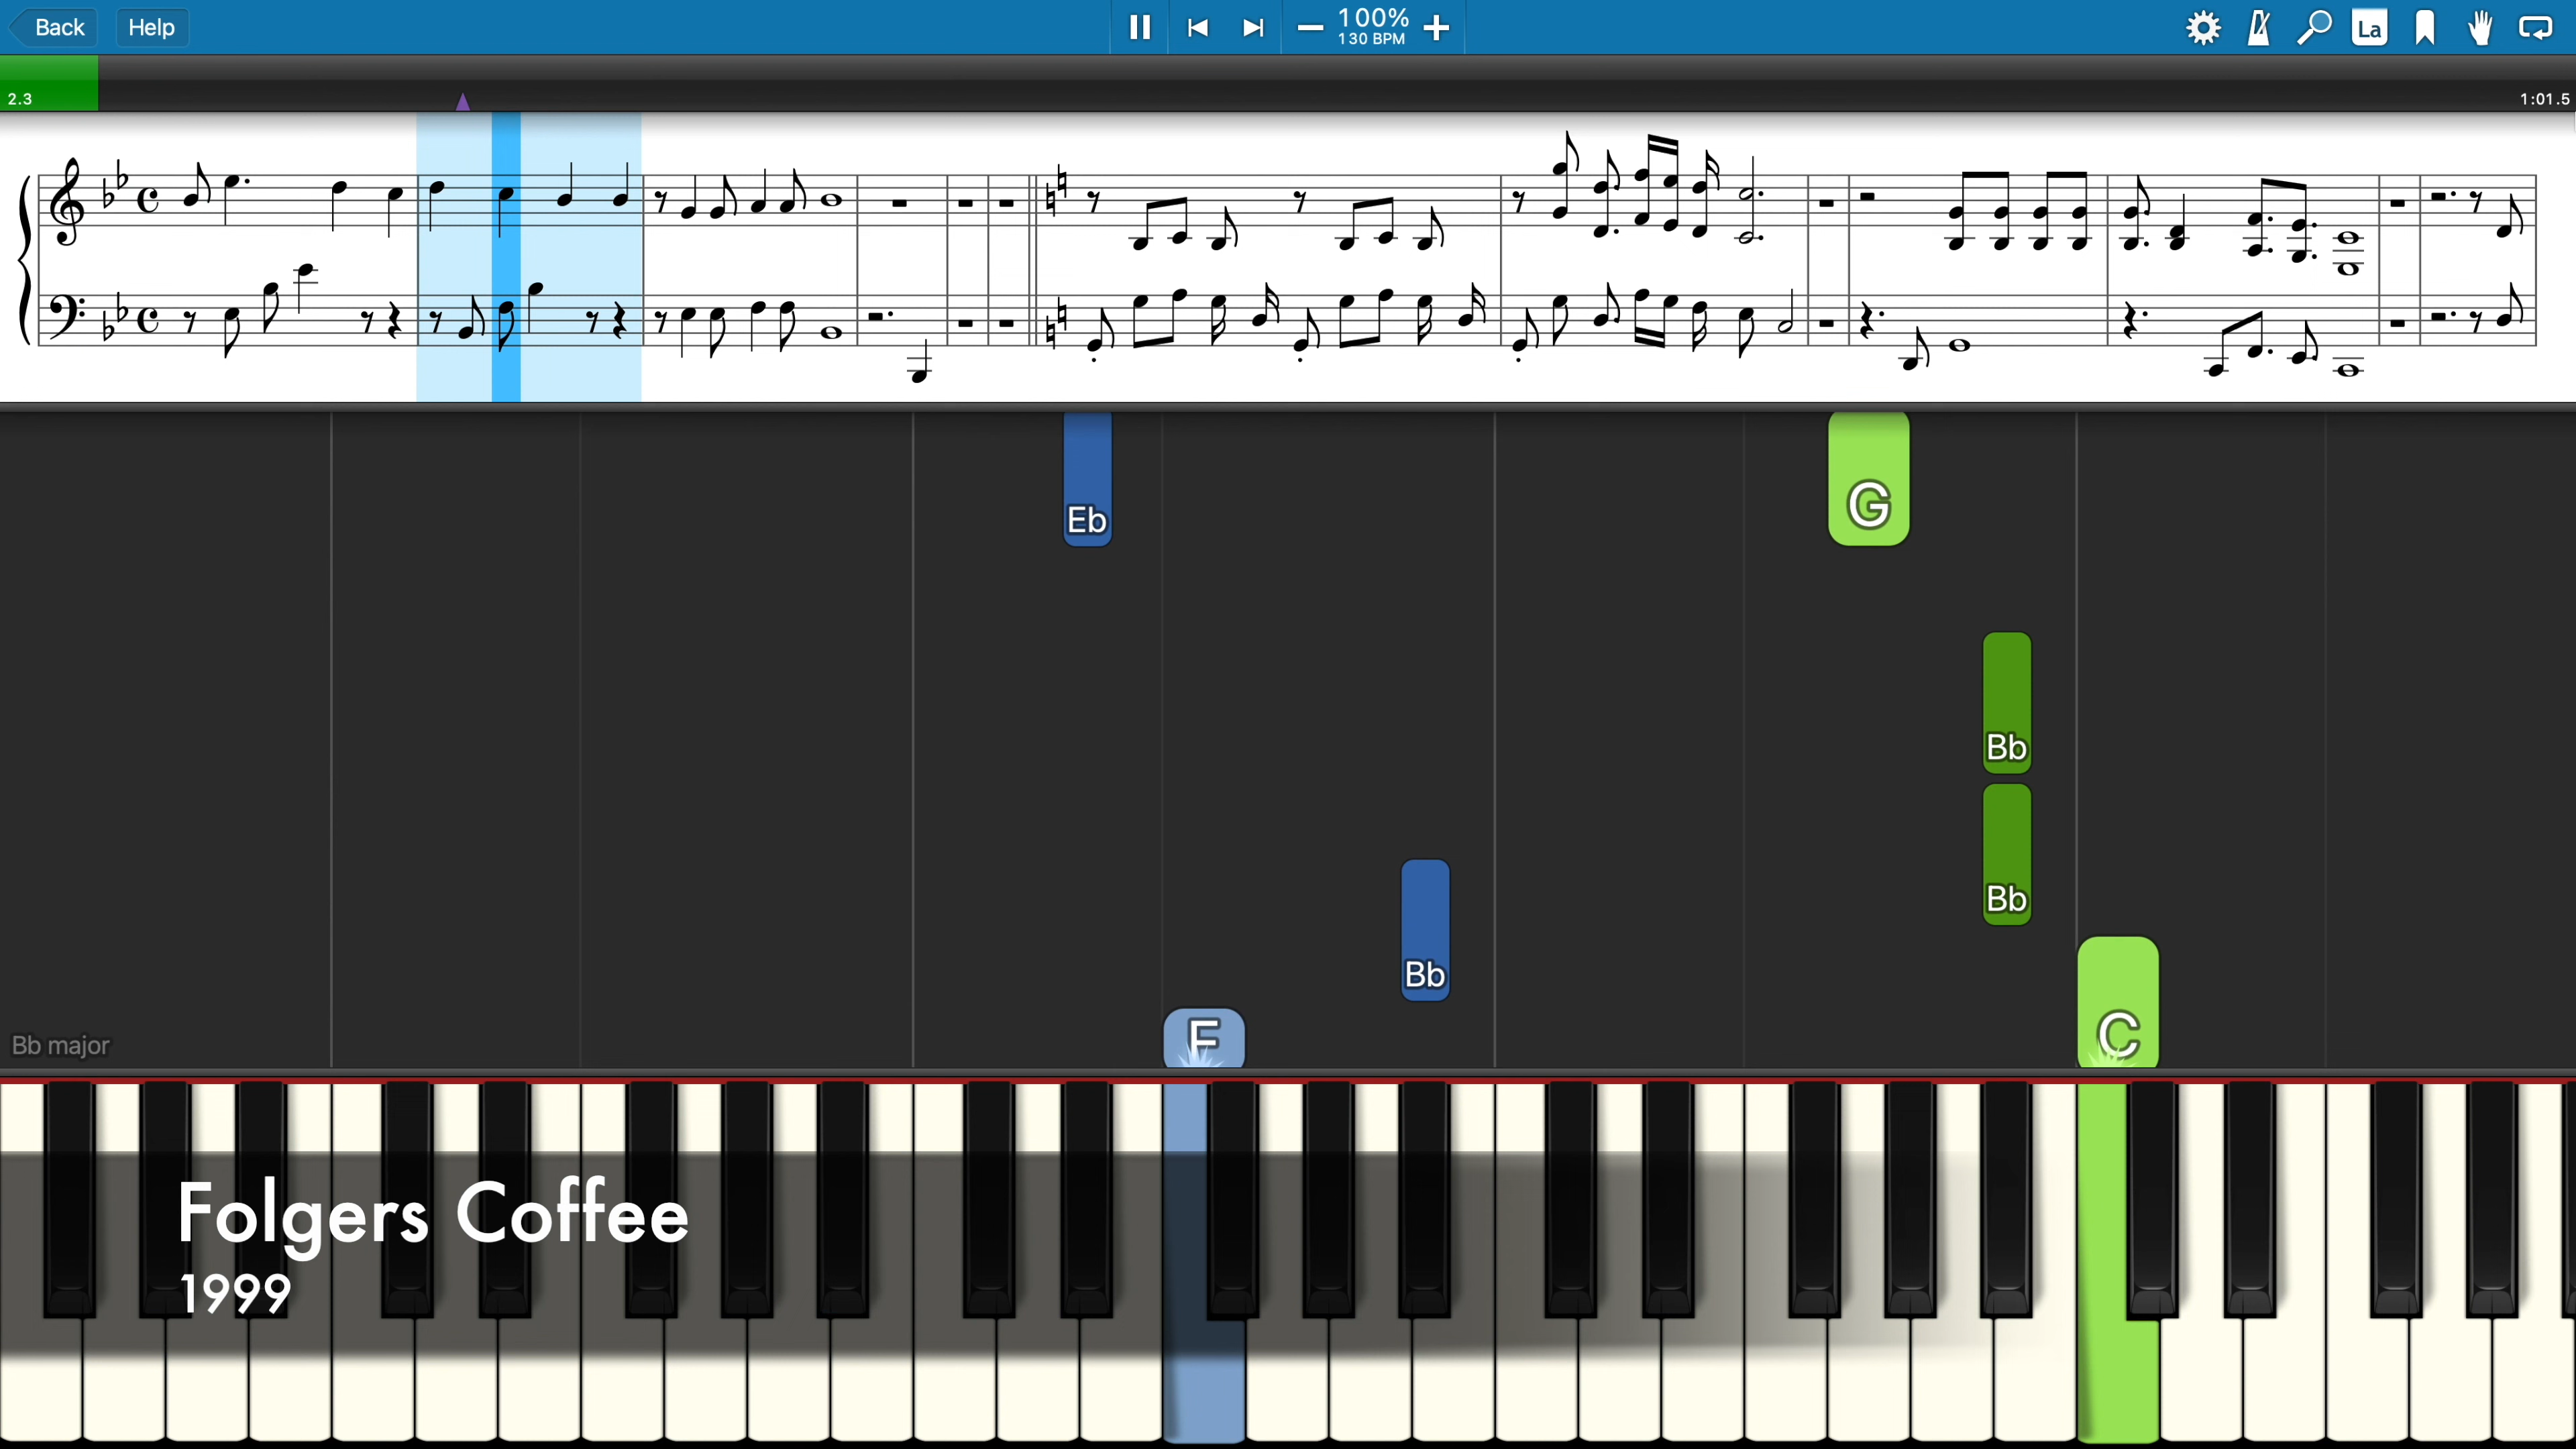 Back Help
100%
130 BPM
La
2.3
1:01.5
Eb
G
Bb
Bb
Bb
F
C
Bb major
Folgers Coffee
1999